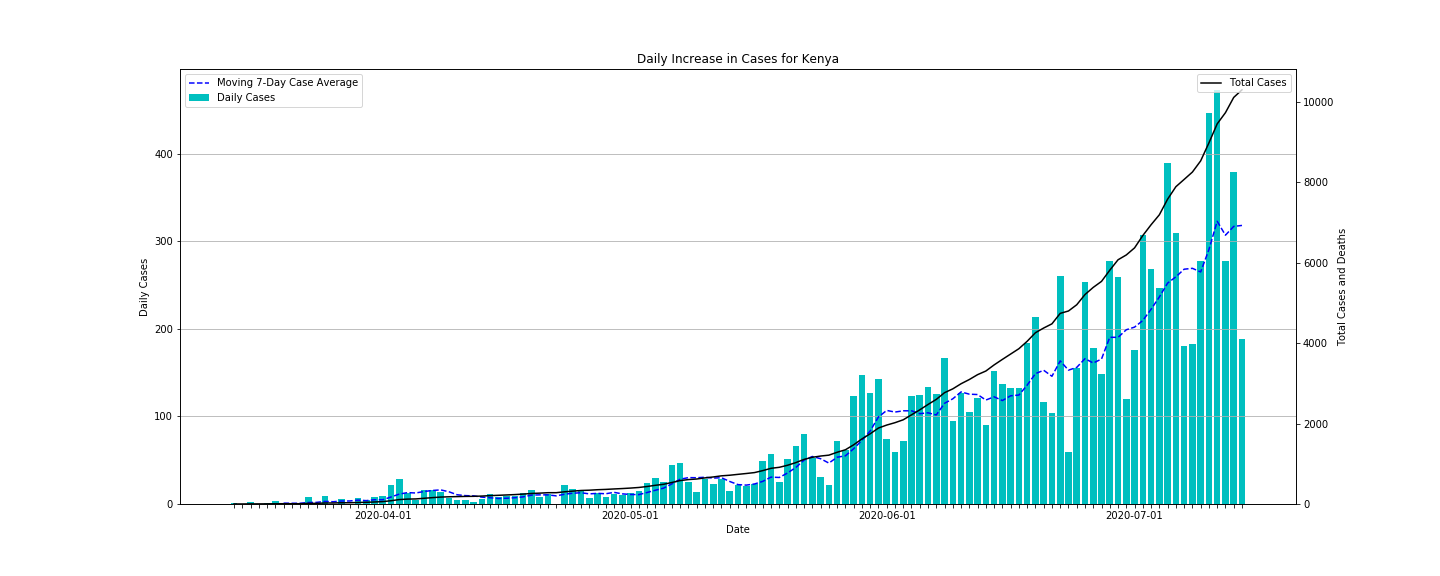 Daily Increase in Cases for Kenya
Moving 7-Day Case Average
Daily Cases
Total Cases
400
300
200
100
0
Daily Cases
10000
8000
6000
4000
2000
0
Total Cases and Deaths
2020-04-01
2020-05-01
2020-06-01
2020-07-01
Date